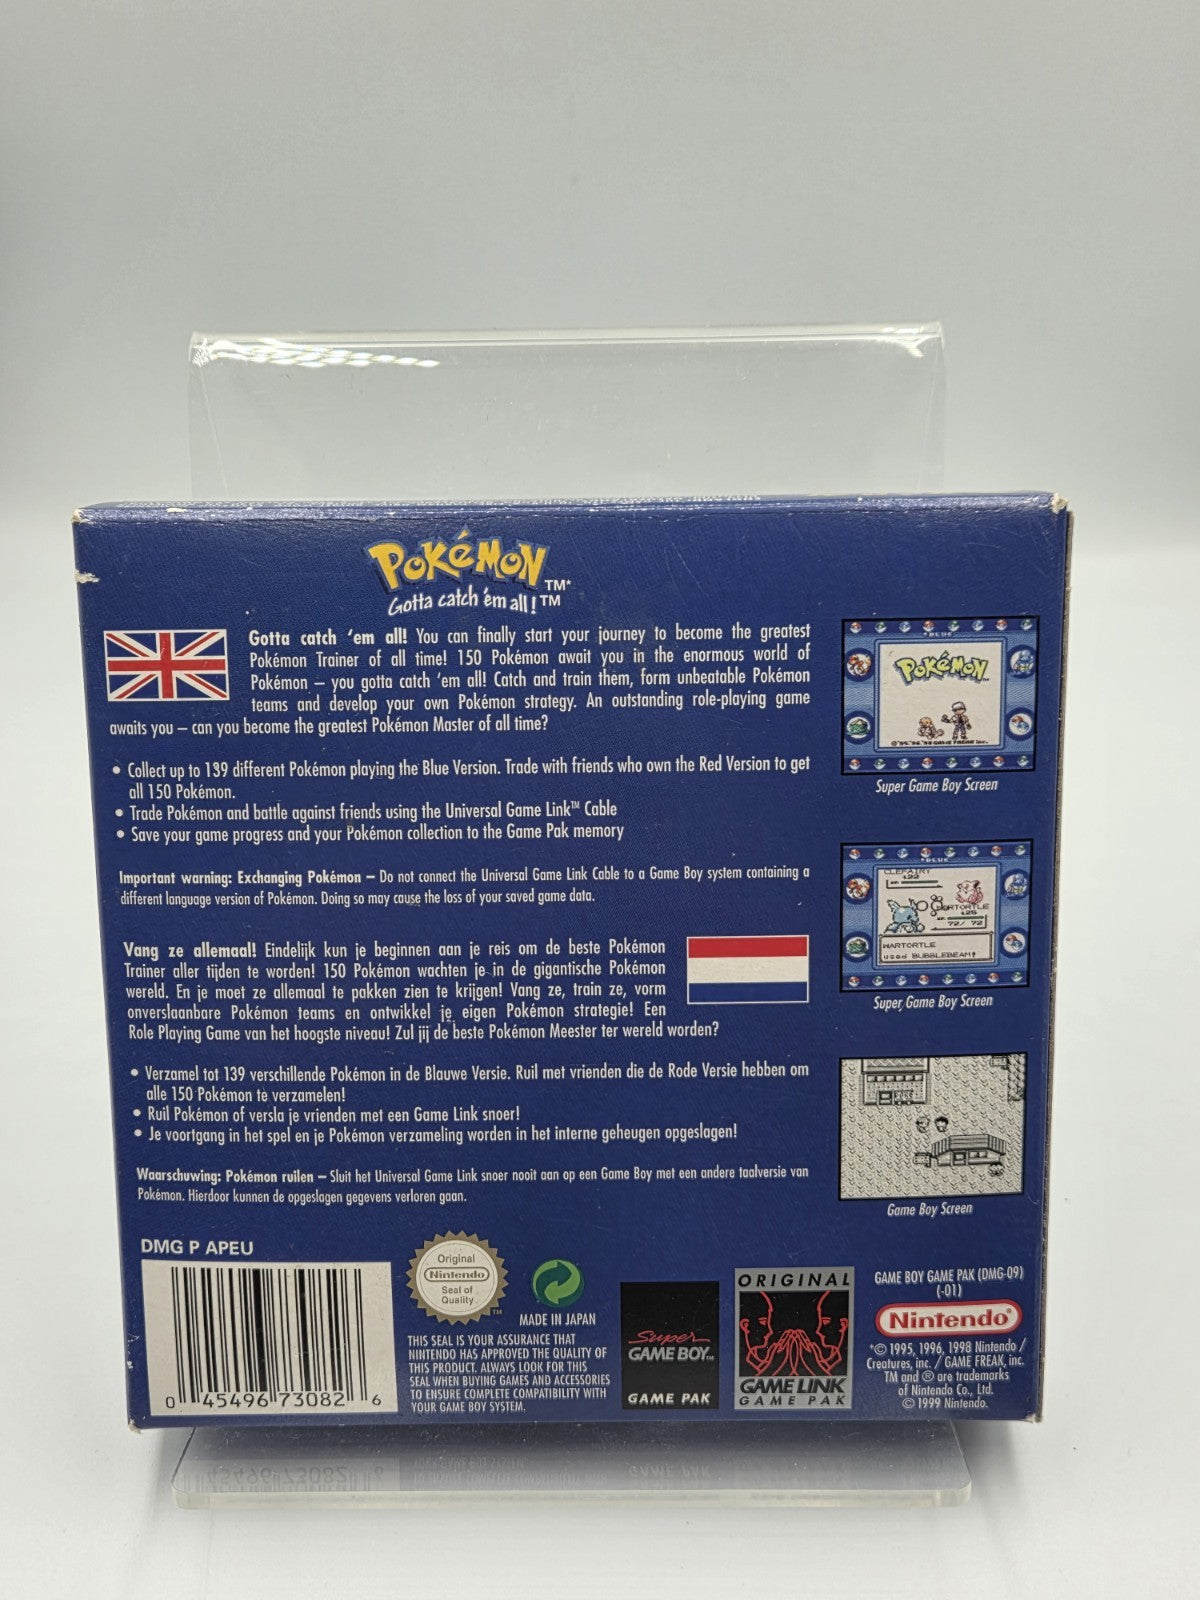 POKéMON TM*
Gotta catch 'em all! TM
Gotta catch 'em all! You can finally start your journey to become the greatest
Pokémon Trainer of all time! 150 Pokémon await you in the enormous world of
Pokémon – you gotta catch 'em all! Catch and train them, form unbeatable Pokémon
teams and develop your own Pokémon strategy. An outstanding role-playing game
awaits you – can you become the greatest Pokémon Master of all time?
• Collect up to 139 different Pokémon playing the Blue Version. Trade with friends who own the Red Version to get
all 150 Pokémon.
• Trade Pokémon and battle against friends using the Universal Game Link™ Cable
• Save your game progress and your Pokémon collection to the Game Pak memory
Important warning: Exchanging Pokémon – Do not connect the Universal Game Link Cable to a Game Boy system containing a
different language version of Pokémon. Doing so may cause the loss of your saved game data.
Vang ze allemaal! Eindelijk kun je beginnen aan je reis om de beste Pokémon
Trainer aller tijden te worden! 150 Pokémon wachten je in de gigantische Pokémon
wereld. En je moet ze allemaal te pakken zien te krijgen! Vang ze, train ze, vorm
onverslaanbare Pokémon teams en ontwikkel je eigen Pokémon strategie! Een
Role Playing Game van het hoogste niveau! Zul jij de beste Pokémon Meester ter wereld worden?
• Verzamel tot 139 verschillende Pokémon in de Blauwe Versie. Ruil met vrienden die de Rode Versie hebben om
alle 150 Pokémon te verzamelen!
• Ruil Pokémon of versla je vrienden met een Game Link snoer!
• Je voortgang in het spel en je Pokémon verzameling worden in het interne geheugen opgeslagen!
Waarschuwing: Pokémon ruilen – Sluit het Universal Game Link snoer nooit aan op een Game Boy met een andere taalversie van
Pokémon. Hierdoor kunnen de opgeslagen gegevens verloren gaan.
BLUE
POKéMON
©'95,'96,'98 GAME FREAK inc.
Super Game Boy Screen
BLUE
CLEFAIRY
:L22
WARTORTLE
:L25
72/ 72
WARTORTLE
used BUBBLEBEAM!
Super Game Boy Screen
Game Boy Screen
DMG P APEU
0 45496 73082 6
Original
Nintendo
Seal of
Quality
TM
MADE IN JAPAN
THIS SEAL IS YOUR ASSURANCE THAT
NINTENDO HAS APPROVED THE QUALITY OF
THIS PRODUCT. ALWAYS LOOK FOR THIS
SEAL WHEN BUYING GAMES AND ACCESSORIES
TO ENSURE COMPLETE COMPATIBILITY WITH
YOUR GAME BOY SYSTEM.
Super
GAME BOY™
GAME PAK
ORIGINAL
GAME LINK
GAME PAK
GAME BOY GAME PAK (DMG-09)
(-01)
Nintendo®
*© 1995, 1996, 1998 Nintendo /
Creatures, inc. / GAME FREAK, inc.
TM and ® are trademarks
of Nintendo Co., Ltd.
© 1999 Nintendo.